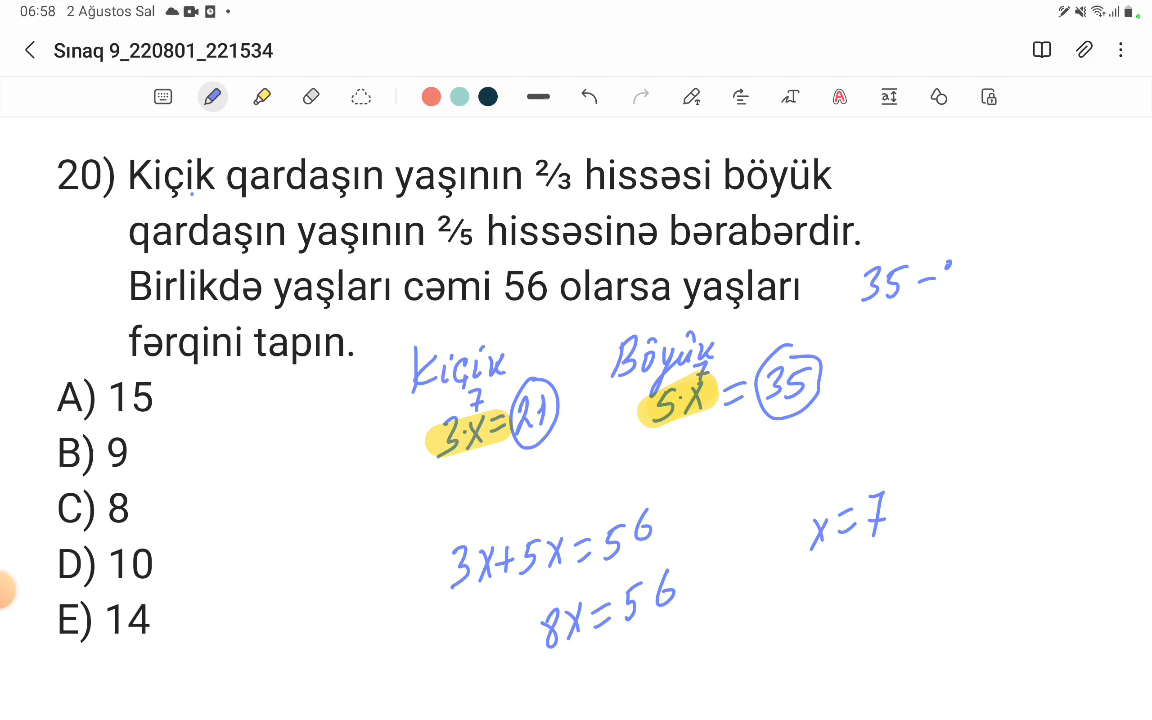 06:58 2 Ağustos Sal
Sınaq 9_220801_221534
20) Kiçik qardaşın yaşının ⅔ hissəsi böyük
qardaşın yaşının ⅖ hissəsinə bərabərdir.
Birlikdə yaşları cəmi 56 olarsa yaşları
fərqini tapın.
35 -
Kiçik Böyük
7 7
3·x = 21 5·x = 35
A) 15
B) 9
C) 8
D) 10
E) 14
3x+5x=56 x=7
8x=56